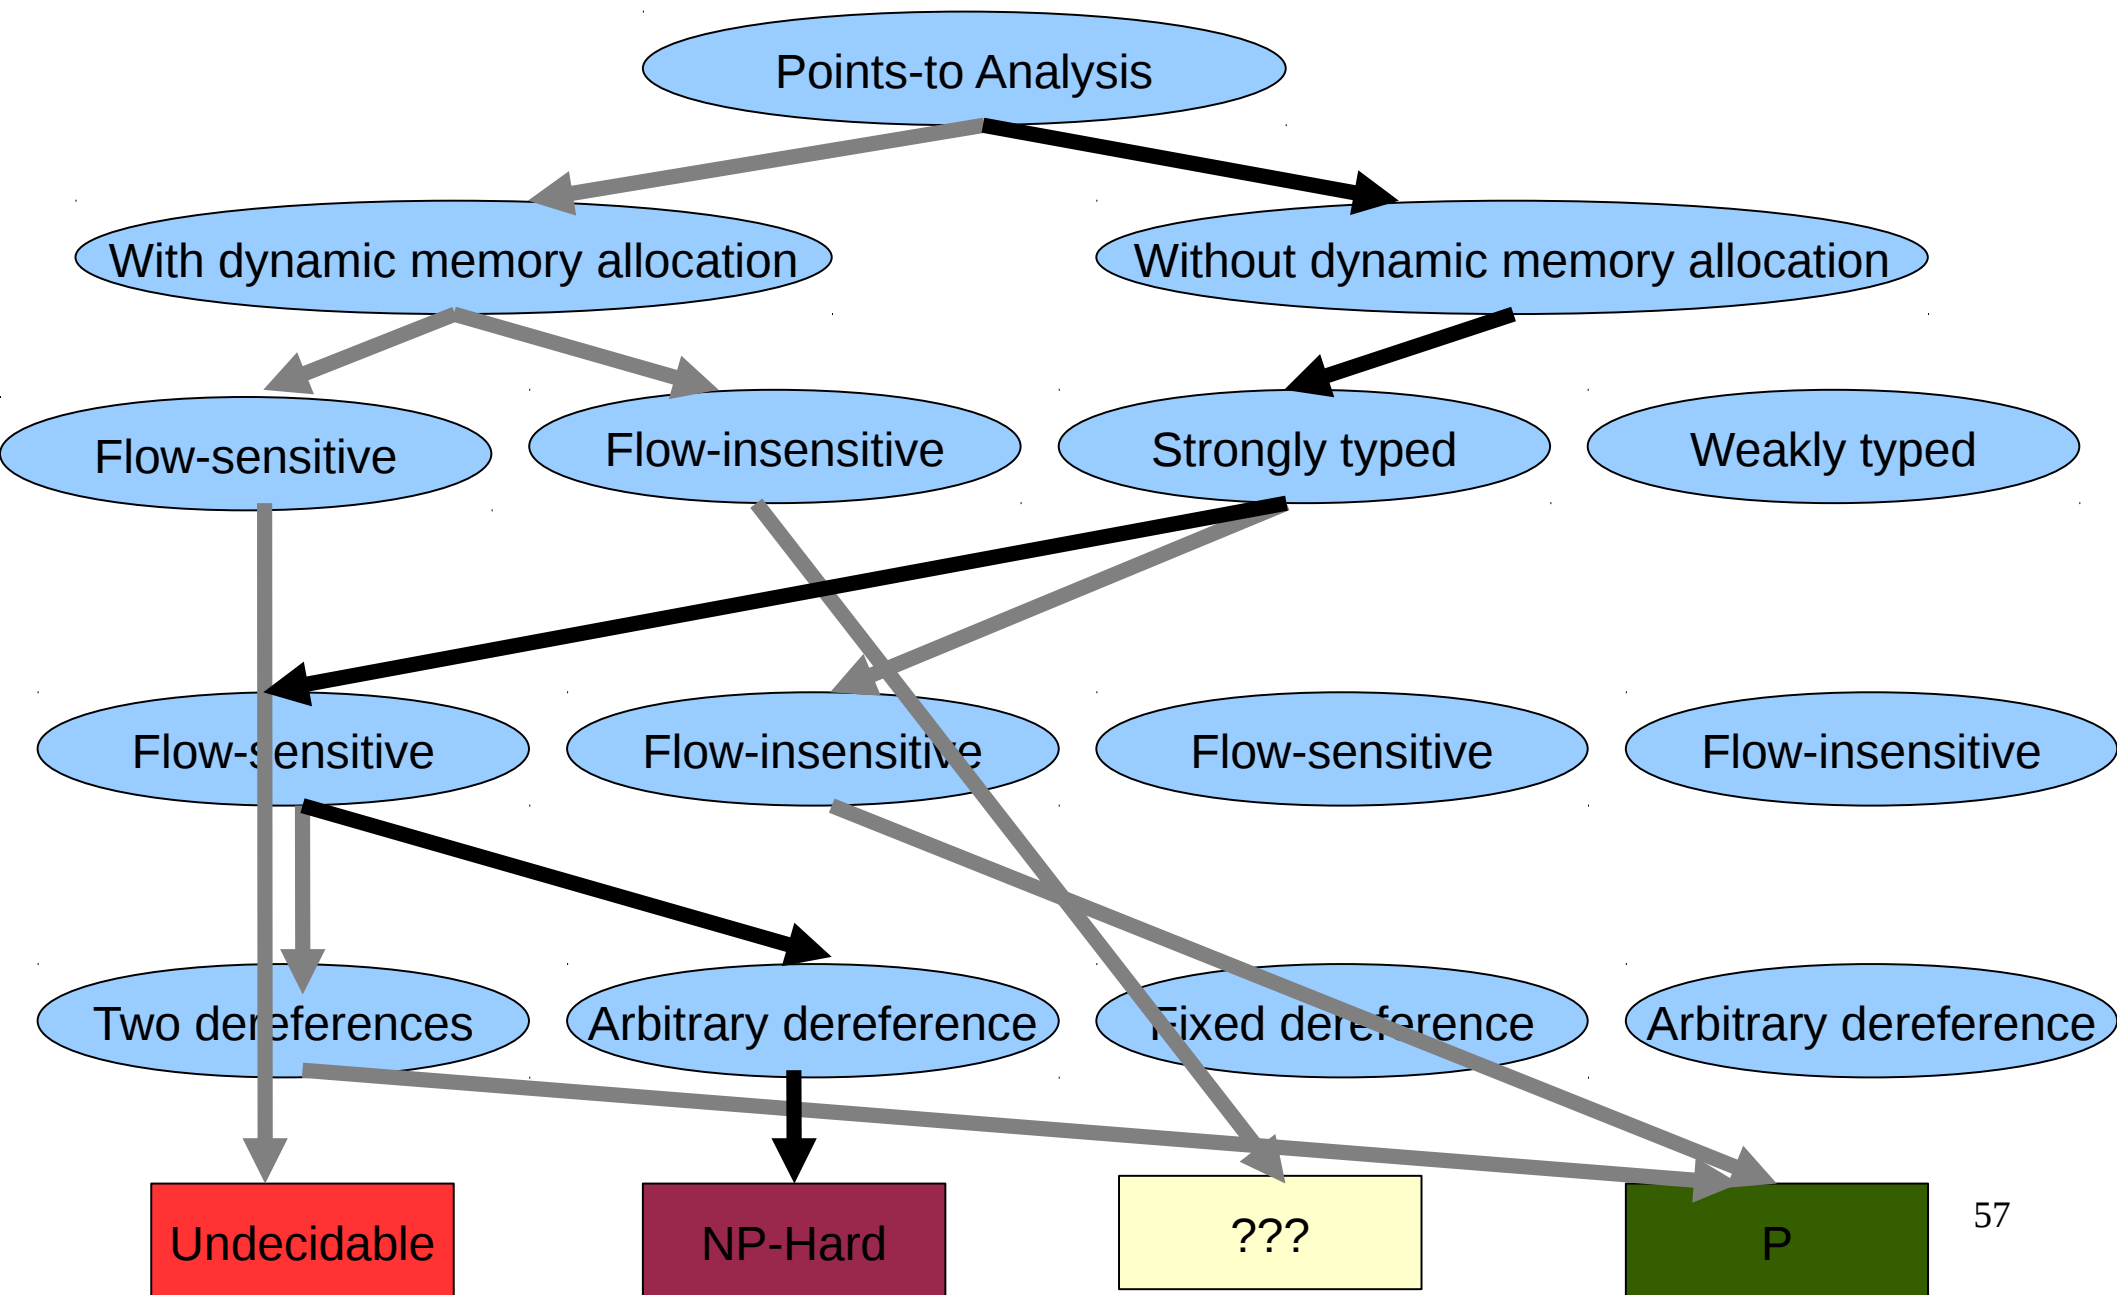 Points-to Analysis
With dynamic memory allocation
Without dynamic memory allocation
Flow-sensitive
Flow-insensitive
Strongly typed
Weakly typed
Flow-sensitive
Flow-insensitive
Flow-sensitive
Flow-insensitive
Two dereferences
Arbitrary dereference
Fixed dereference
Arbitrary dereference
Undecidable
NP-Hard
???
P
57